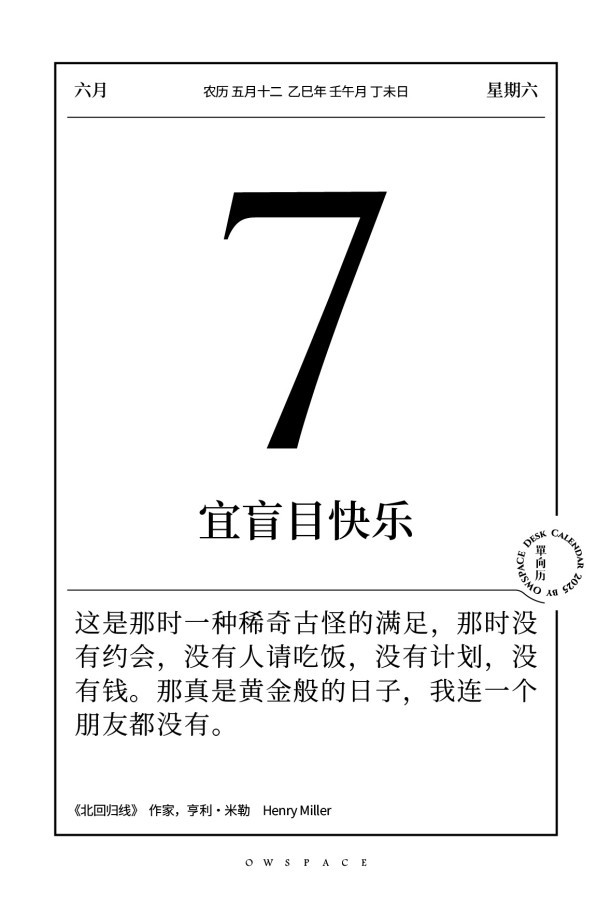 六月 农历 五月十二 乙巳年 壬午月 丁未日 星期六
7
宜盲目快乐
OWSPACE DESK CALENDAR 2025 BY
單向历
这是那时一种稀奇古怪的满足，那时没
有约会，没有人请吃饭，没有计划，没
有钱。那真是黄金般的日子，我连一个
朋友都没有。
《北回归线》 作家，亨利·米勒 Henry Miller
OWSPACE